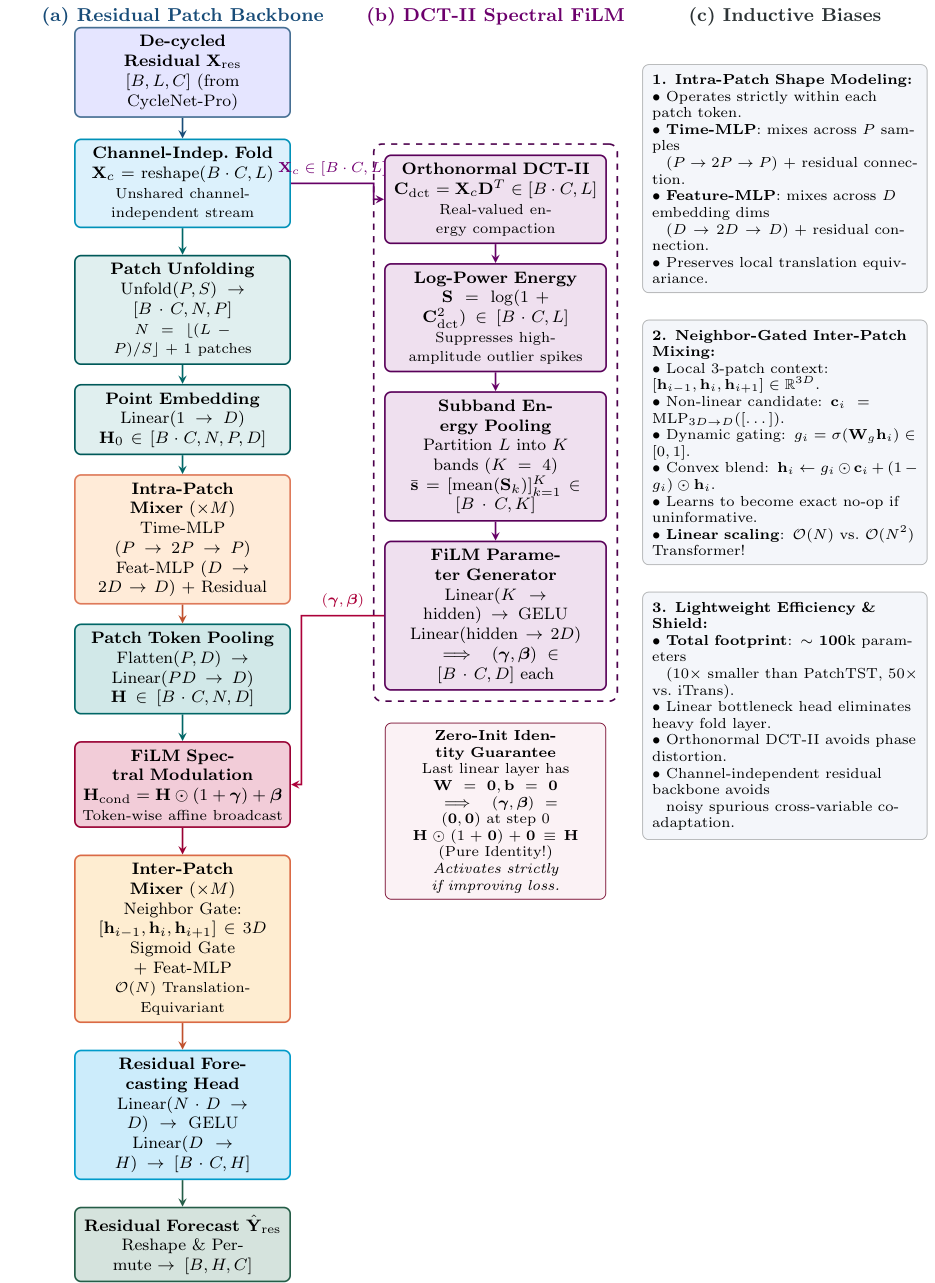 (a) Residual Patch Backbone
De-cycled
Residual X_res
[B, L, C] (from
CycleNet-Pro)
Channel-Indep. Fold
X_c = reshape(B · C, L)
Unshared channel-
independent stream
Patch Unfolding
Unfold(P, S) →
[B · C, N, P]
N = ⌊(L −
P)/S⌋ + 1 patches
Point Embedding
Linear(1 → D)
H_0 ∈ [B · C, N, P, D]
Intra-Patch
Mixer (×M)
Time-MLP
(P → 2P → P)
Feat-MLP (D →
2D → D) + Residual
Patch Token Pooling
Flatten(P, D) →
Linear(PD → D)
H ∈ [B · C, N, D]
FiLM Spec-
tral Modulation
H_cond = H ⊙ (1 + γ) + β
Token-wise affine broadcast
Inter-Patch
Mixer (×M)
Neighbor Gate:
[h_{i−1}, h_i, h_{i+1}] ∈ 3D
Sigmoid Gate
+ Feat-MLP
O(N) Translation-
Equivariant
Residual Fore-
casting Head
Linear(N · D →
D) → GELU
Linear(D →
H) → [B · C, H]
Residual Forecast Ŷ_res
Reshape & Per-
mute → [B, H, C]
X_c ∈ [B · C, L]
(γ, β)
(b) DCT-II Spectral FiLM
Orthonormal DCT-II
C_dct = X_c D^T ∈ [B · C, L]
Real-valued en-
ergy compaction
Log-Power Energy
S = log(1 +
C²_dct) ∈ [B · C, L]
Suppresses high-
amplitude outlier spikes
Subband En-
ergy Pooling
Partition L into K
bands (K = 4)
s̄ = [mean(S_k)]^K_{k=1} ∈
[B · C, K]
FiLM Parame-
ter Generator
Linear(K →
hidden) → GELU
Linear(hidden → 2D)
⟹ (γ, β) ∈
[B · C, D] each
Zero-Init Iden-
tity Guarantee
Last linear layer has
W = 0, b = 0
⟹ (γ, β) =
(0, 0) at step 0
H ⊙ (1 + 0) + 0 ≡ H
(Pure Identity!)
Activates strictly
if improving loss.
(c) Inductive Biases
1. Intra-Patch Shape Modeling:
• Operates strictly within each
patch token.
• Time-MLP: mixes across P sam-
ples
(P → 2P → P) + residual connec-
tion.
• Feature-MLP: mixes across D
embedding dims
(D → 2D → D) + residual con-
nection.
• Preserves local translation equiv-
ariance.
2. Neighbor-Gated Inter-Patch
Mixing:
• Local 3-patch context:
[h_{i−1}, h_i, h_{i+1}] ∈ ℝ^{3D}.
• Non-linear candidate: c_i =
MLP_{3D→D}([...]).
• Dynamic gating: g_i = σ(W_g h_i) ∈
[0, 1].
• Convex blend: h_i ← g_i ⊙ c_i + (1 −
g_i) ⊙ h_i.
• Learns to become exact no-op if
uninformative.
• Linear scaling: O(N) vs. O(N²)
Transformer!
3. Lightweight Efficiency &
Shield:
• Total footprint: ∼ 100k param-
eters
(10× smaller than PatchTST, 50×
vs. iTrans).
• Linear bottleneck head eliminates
heavy fold layer.
• Orthonormal DCT-II avoids phase
distortion.
• Channel-independent residual
backbone avoids
noisy spurious cross-variable co-
adaptation.